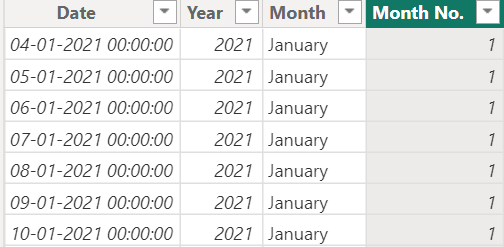 Date Year Month Month No.
04-01-2021 00:00:00 2021 January 1
05-01-2021 00:00:00 2021 January 1
06-01-2021 00:00:00 2021 January 1
07-01-2021 00:00:00 2021 January 1
08-01-2021 00:00:00 2021 January 1
09-01-2021 00:00:00 2021 January 1
10-01-2021 00:00:00 2021 January 1